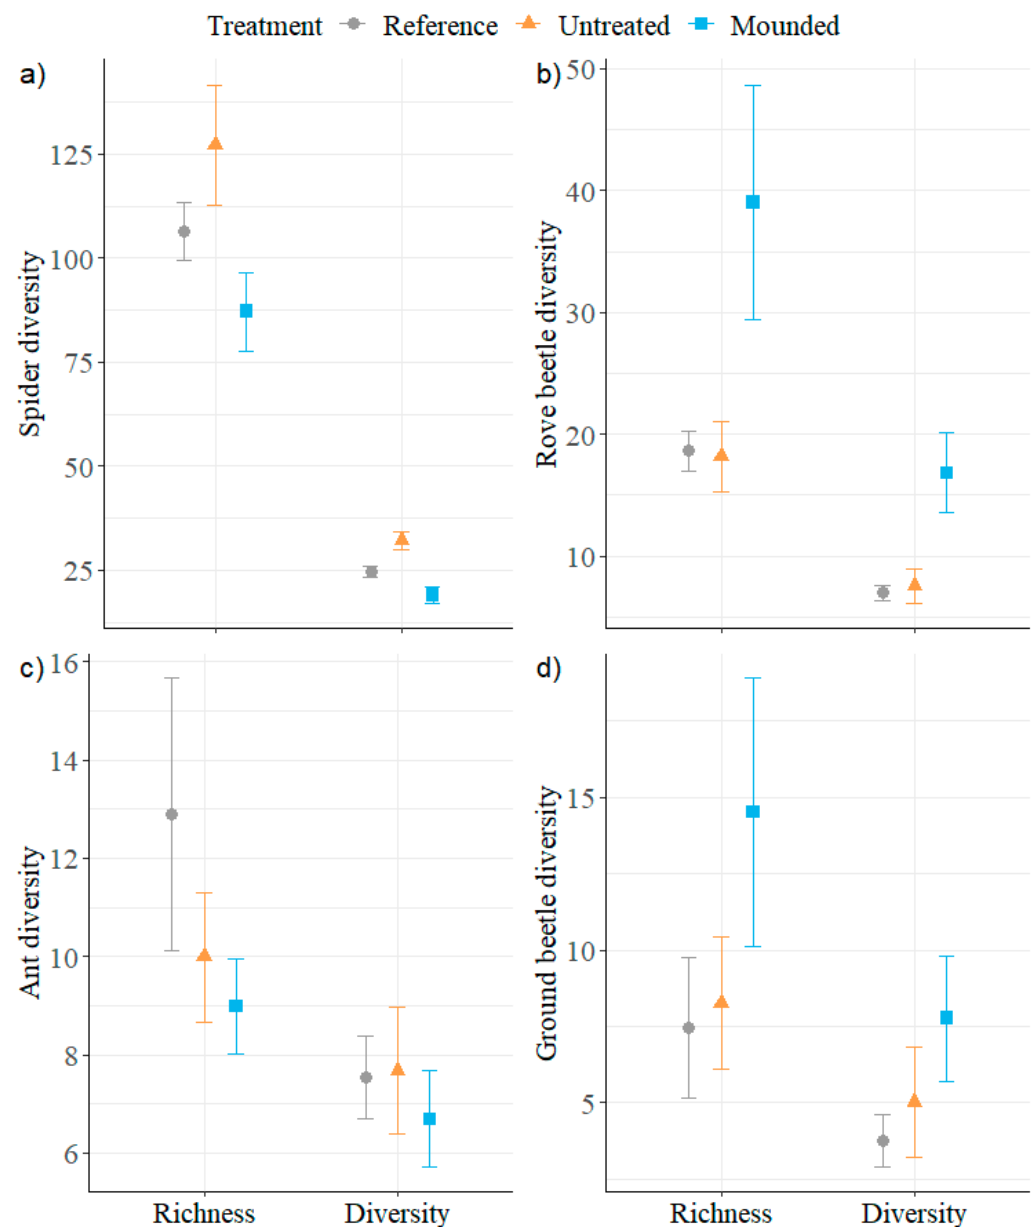 Treatment Reference Untreated Mounded
a)
Spider diversity
125
100
75
50
25
b)
Rove beetle diversity
50
40
30
20
10
c)
Ant diversity
16
14
12
10
8
6
Richness Diversity
d)
Ground beetle diversity
15
10
5
Richness Diversity